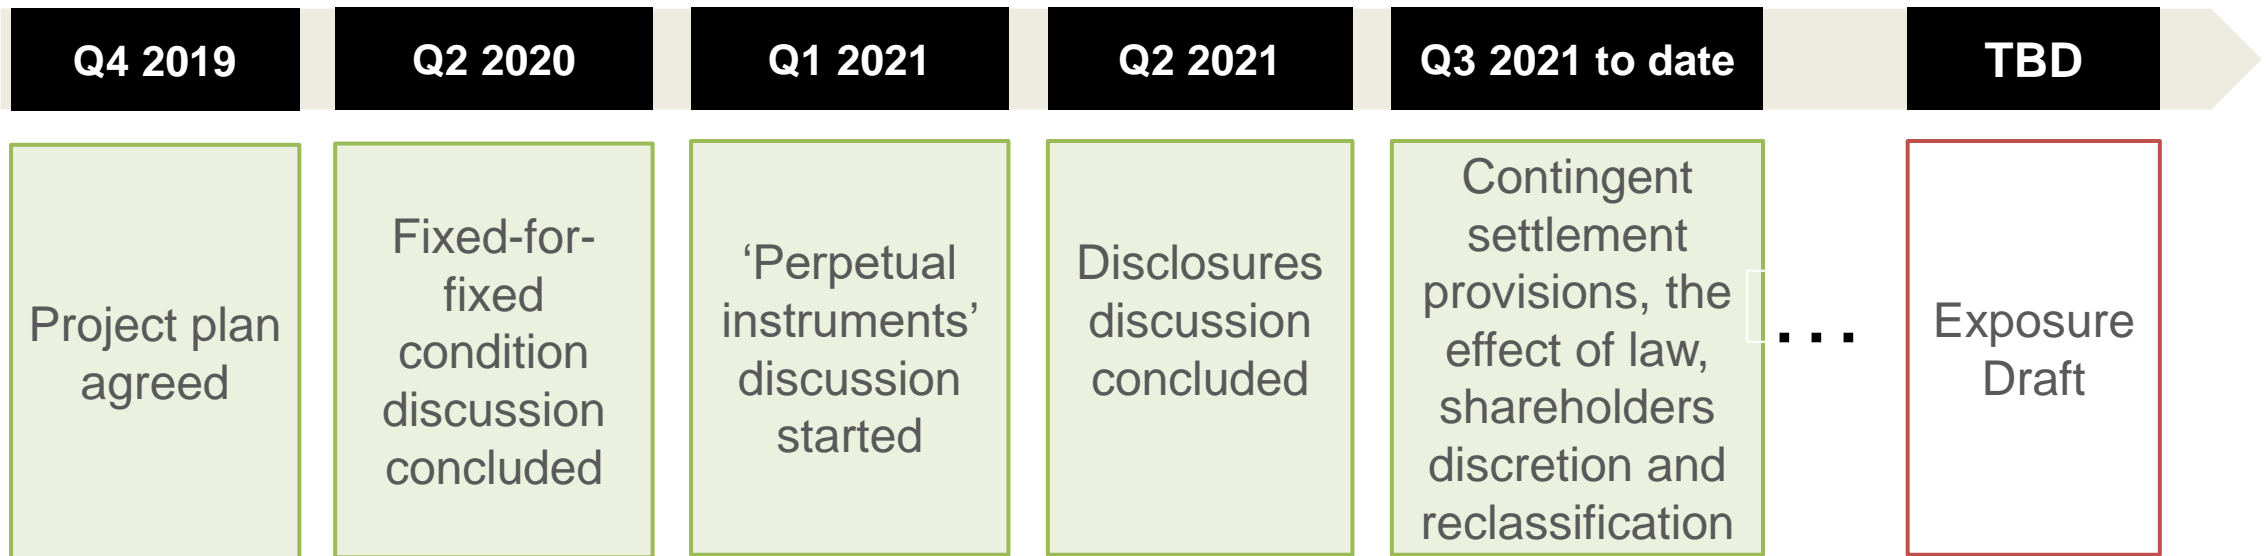 Q4 2019
Q2 2020
Q1 2021
Q2 2021
Q3 2021 to date
TBD
Project plan
agreed
Fixed-for-
fixed
condition
discussion
concluded
‘Perpetual
instruments’
discussion
started
Disclosures
discussion
concluded
Contingent
settlement
provisions, the
effect of law,
shareholders
discretion and
reclassification
...
Exposure
Draft